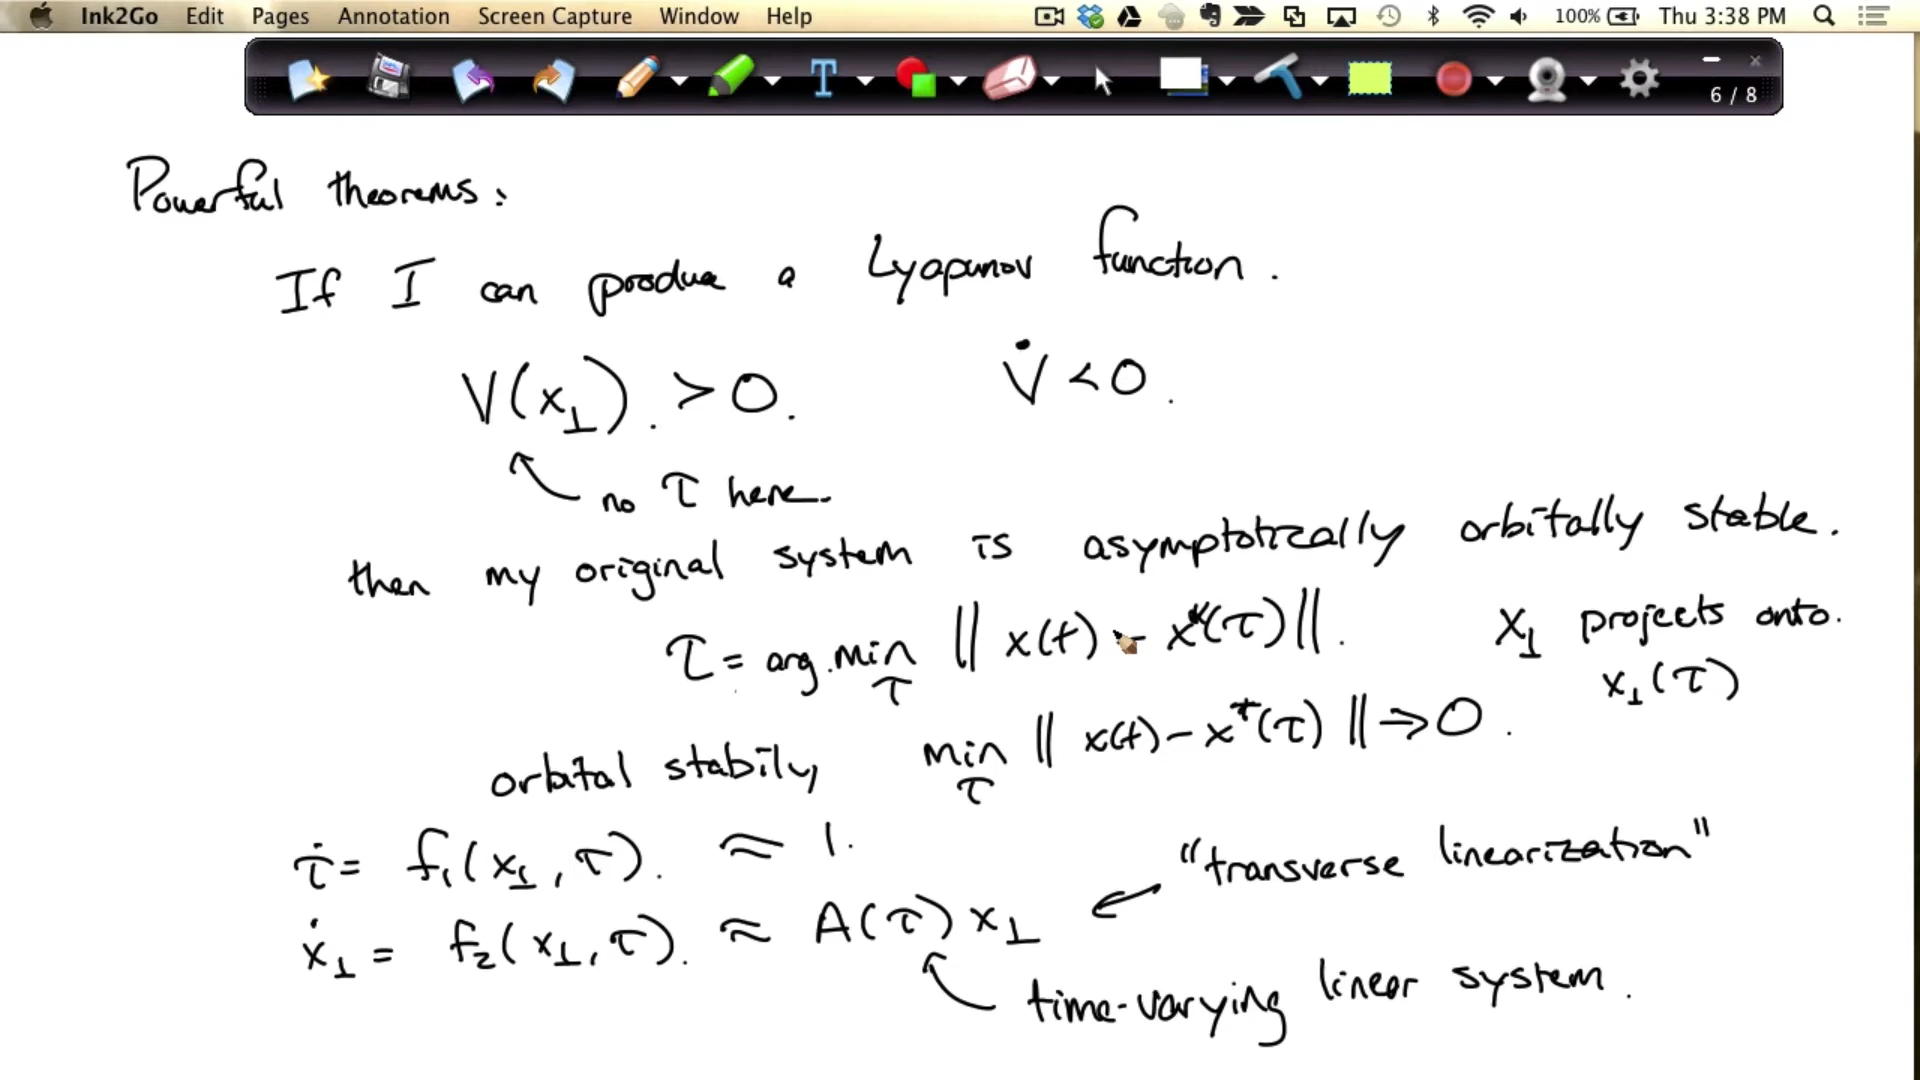 Ink2Go Edit Pages Annotation Screen Capture Window Help 100% Thu 3:38 PM
T
6 / 8
Powerful theorems:
If I can produce a Lyapunov function.
V(x⊥) > 0. V̇ < 0.
no τ here.
then my original system is asymptotically orbitally stable.
τ = arg min_τ || x(t) - x*(τ) ||. x⊥ projects onto.
x⊥(τ)
orbital stability, min_τ || x(t) - x*(τ) || → 0.
τ̇ = f₁(x⊥, τ). ≈ 1. "transverse linearization"
ẋ⊥ = f₂(x⊥, τ). ≈ A(τ) x⊥
time-varying linear system.